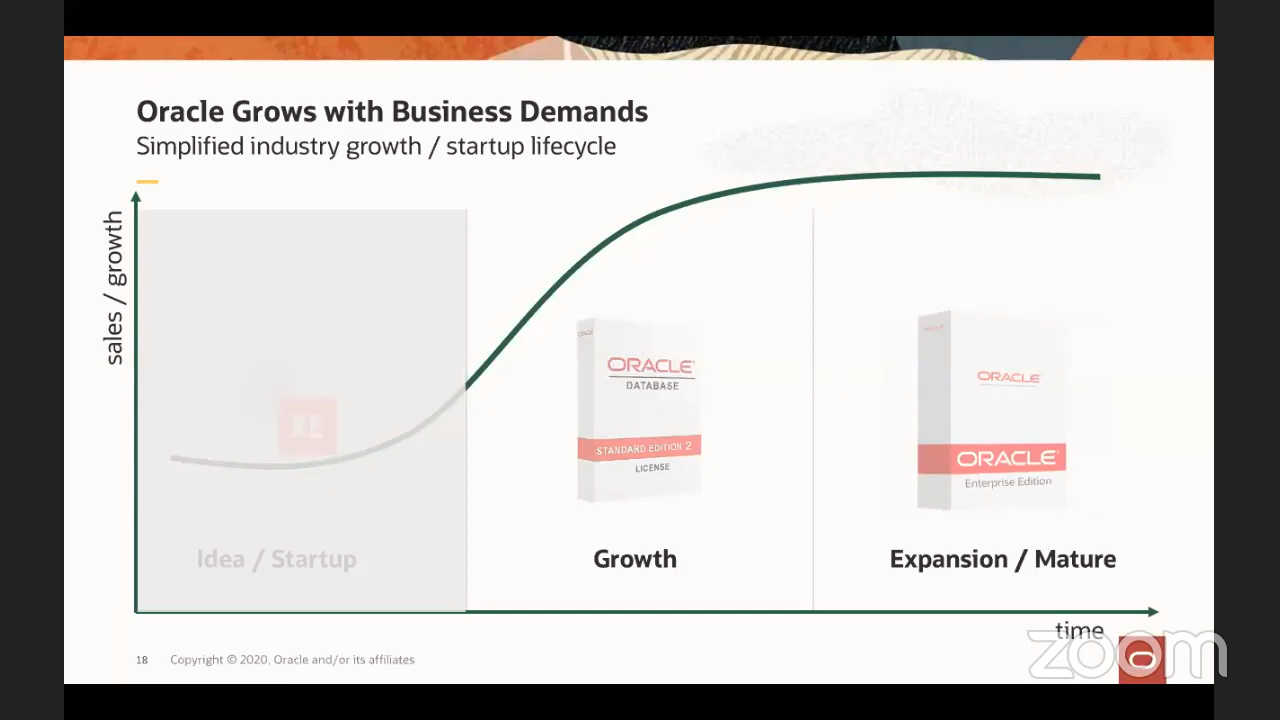 Oracle Grows with Business Demands
Simplified industry growth / startup lifecycle
sales / growth
XE
ORACLE
DATABASE
STANDARD EDITION 2
LICENSE
ORACLE
ORACLE
Enterprise Edition
Idea / Startup
Growth
Expansion / Mature
time
18 Copyright © 2020, Oracle and/or its affiliates
zoom